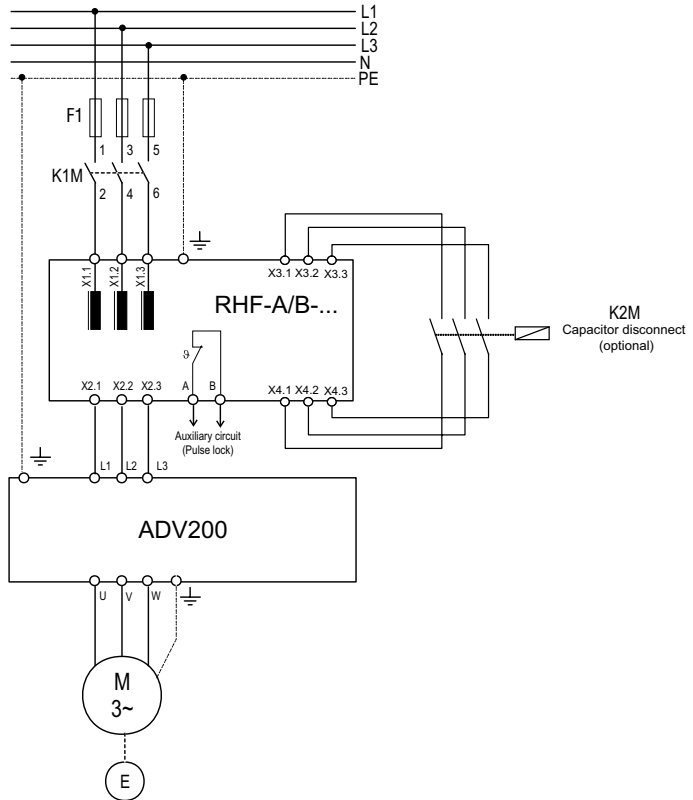 L1
L2
L3
N
PE
F1
1 3 5
K1M
2 4 6
X1.1 X1.2 X1.3
X3.1 X3.2 X3.3
RHF-A/B-...
K2M
Capacitor disconnect
(optional)
ϑ
X2.1 X2.2 X2.3 A B X4.1 X4.2 X4.3
Auxiliary circuit
(Pulse lock)
L1 L2 L3
ADV200
U V W
M
3~
E